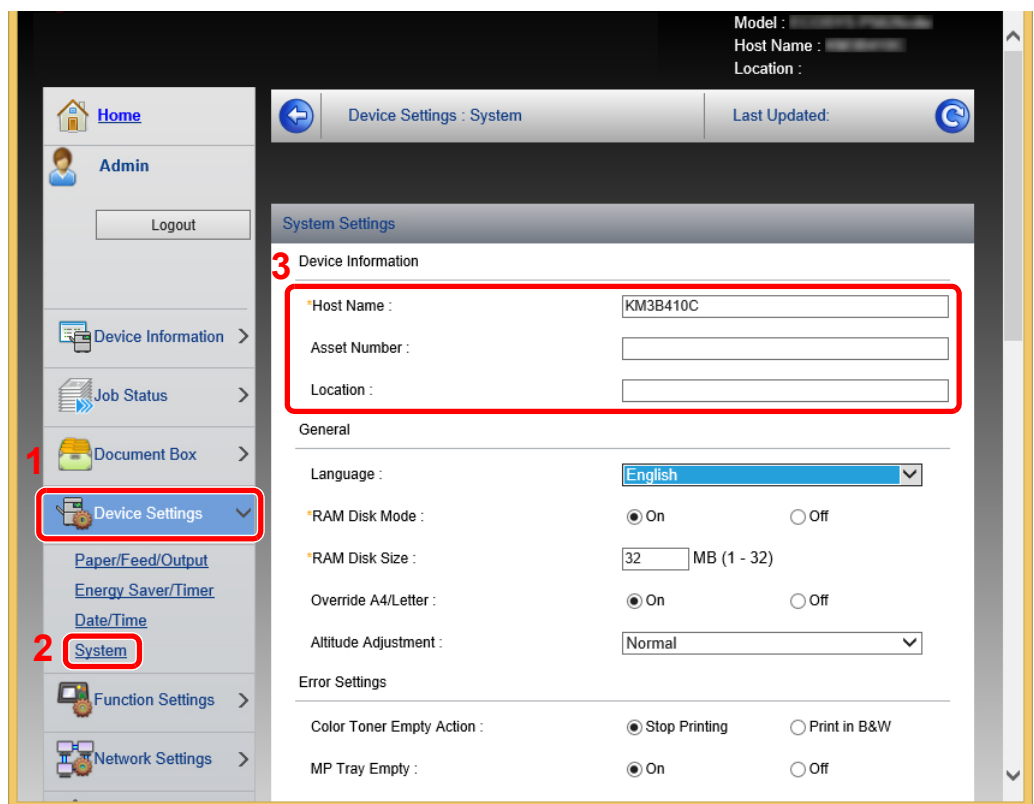 Model :
Host Name :
Location :
Home
Device Settings : System
Last Updated:
Admin
Logout
System Settings
3
Device Information
*Host Name : KM3B410C
Asset Number :
Location :
Device Information
Job Status
1
Document Box
Device Settings
Paper/Feed/Output
Energy Saver/Timer
Date/Time
2
System
Function Settings
Network Settings
General
Language : English
*RAM Disk Mode : On Off
*RAM Disk Size : 32 MB (1 - 32)
Override A4/Letter : On Off
Altitude Adjustment : Normal
Error Settings
Color Toner Empty Action : Stop Printing Print in B&W
MP Tray Empty : On Off